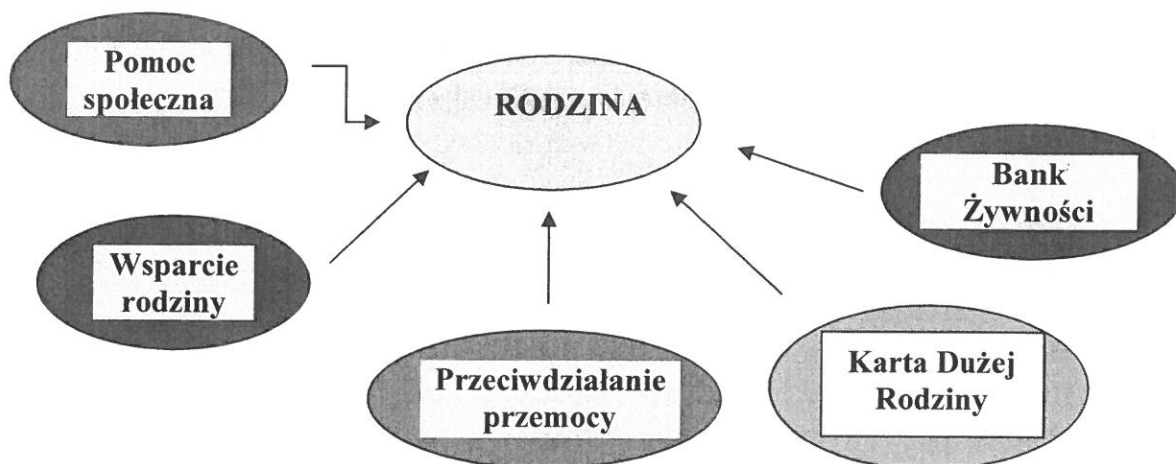 Pomoc
społeczna
RODZINA
Bank
Żywności
Wsparcie
rodziny
Przeciwdziałanie
przemocy
Karta Dużej
Rodziny